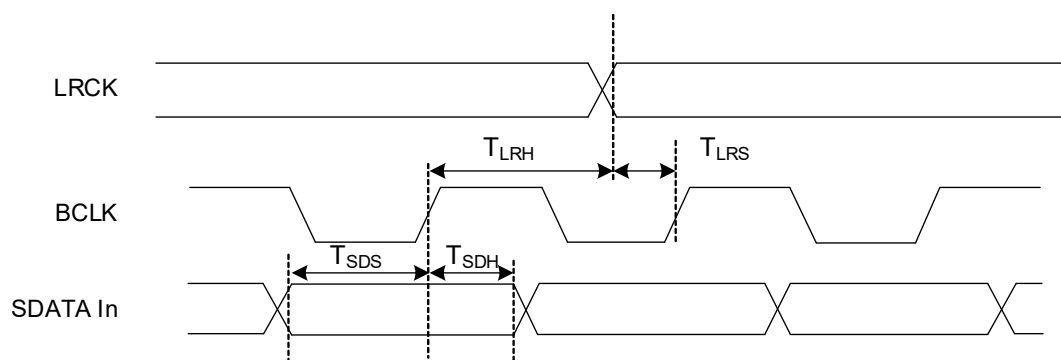 LRCK
T_LRH
T_LRS
BCLK
T_SDS
T_SDH
SDATA In